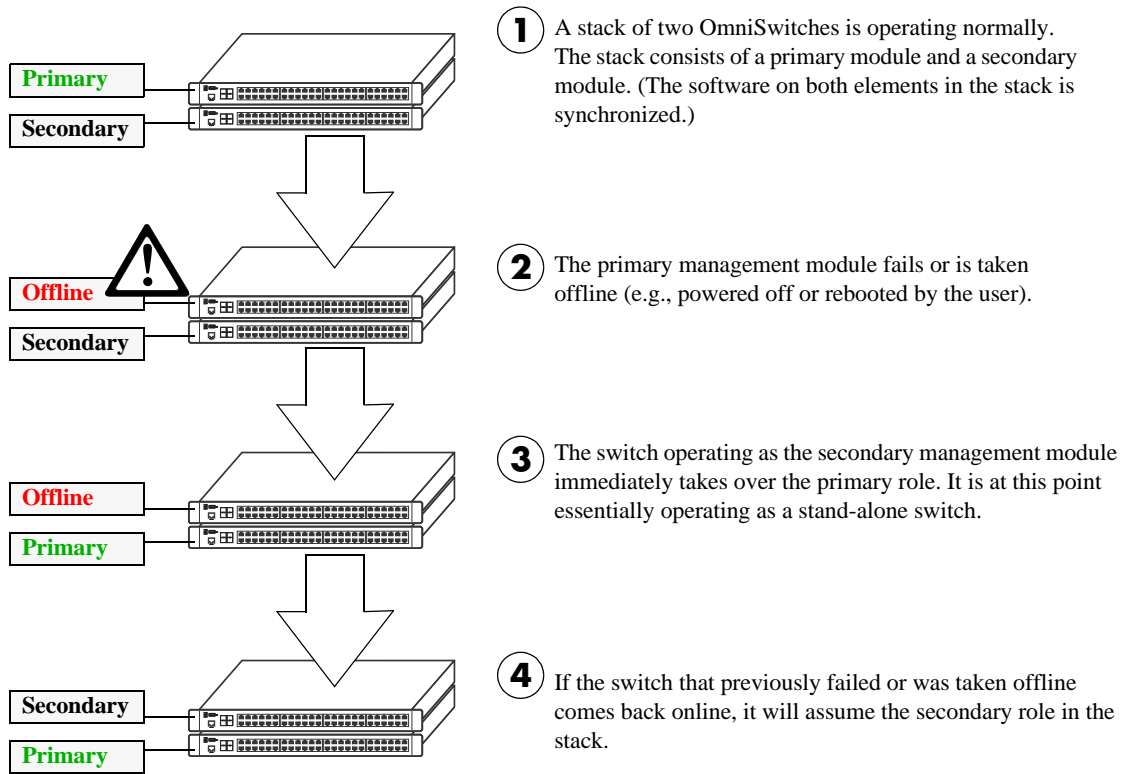 1
A stack of two OmniSwitches is operating normally.
The stack consists of a primary module and a secondary
module. (The software on both elements in the stack is
synchronized.)
Primary
Secondary
2
The primary management module fails or is taken
offline (e.g., powered off or rebooted by the user).
!
Offline
Secondary
3
The switch operating as the secondary management module
immediately takes over the primary role. It is at this point
essentially operating as a stand-alone switch.
Offline
Primary
4
If the switch that previously failed or was taken offline
comes back online, it will assume the secondary role in the
stack.
Secondary
Primary